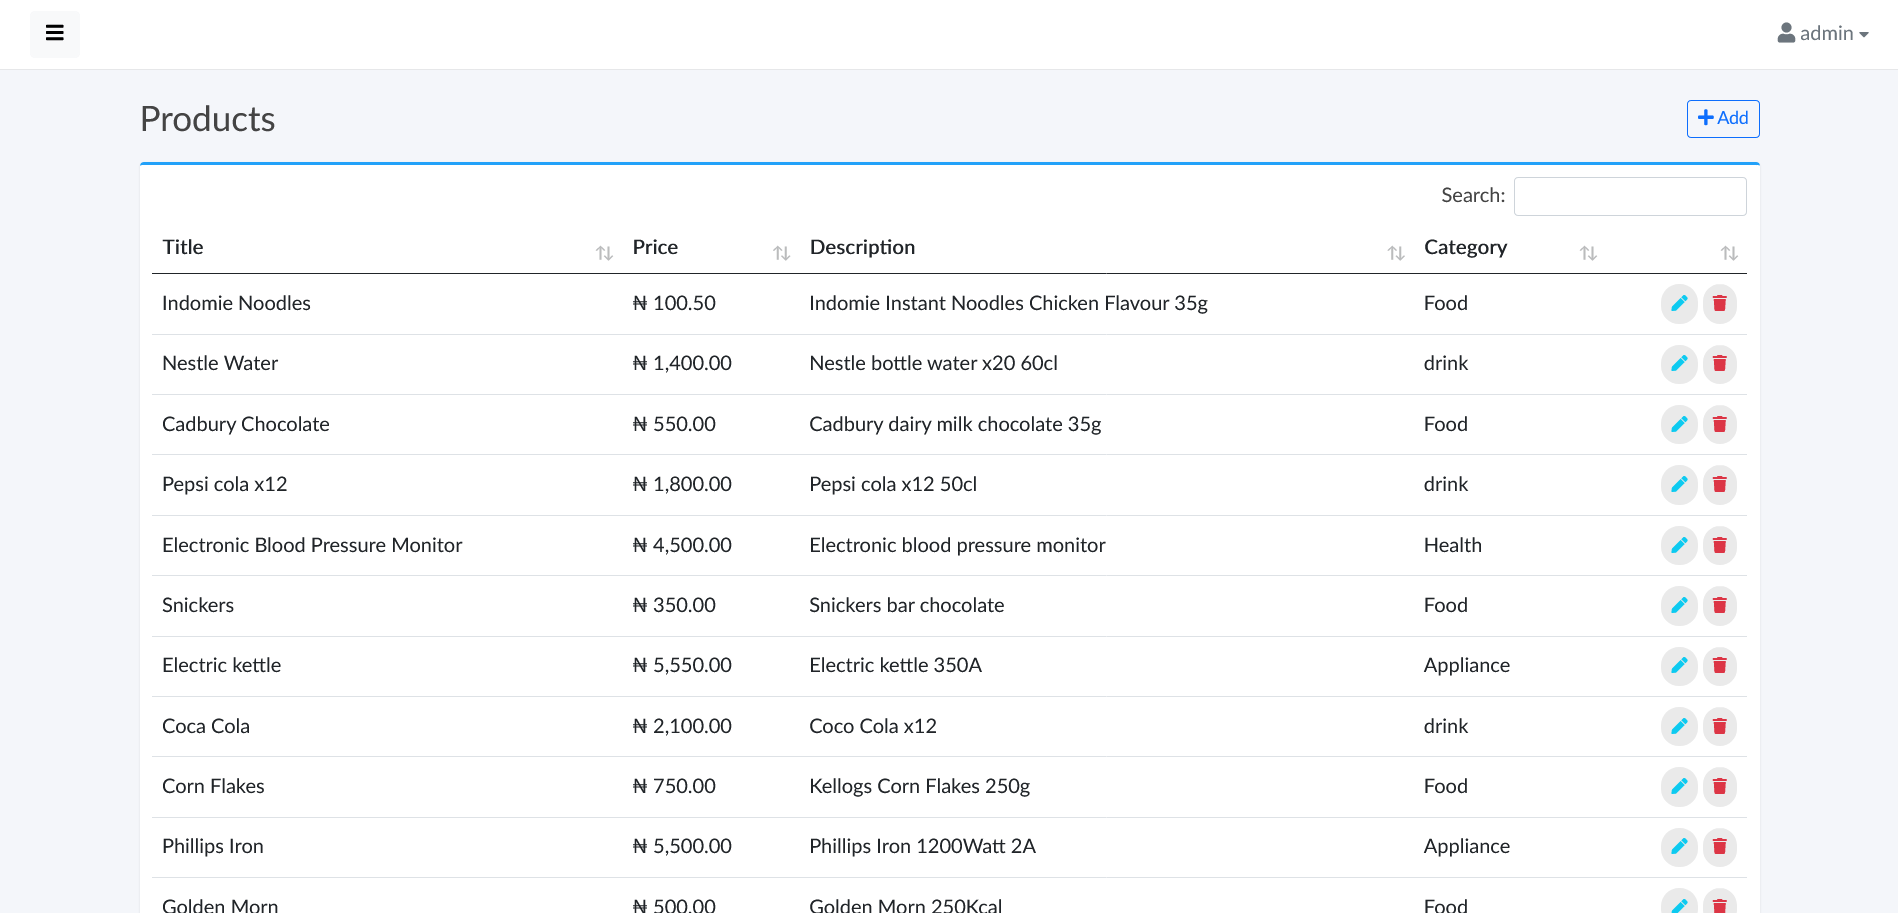 admin
Products
Add
Search:
Title Price Description Category
Indomie Noodles ₦ 100.50 Indomie Instant Noodles Chicken Flavour 35g Food
Nestle Water ₦ 1,400.00 Nestle bottle water x20 60cl drink
Cadbury Chocolate ₦ 550.00 Cadbury dairy milk chocolate 35g Food
Pepsi cola x12 ₦ 1,800.00 Pepsi cola x12 50cl drink
Electronic Blood Pressure Monitor ₦ 4,500.00 Electronic blood pressure monitor Health
Snickers ₦ 350.00 Snickers bar chocolate Food
Electric kettle ₦ 5,550.00 Electric kettle 350A Appliance
Coca Cola ₦ 2,100.00 Coco Cola x12 drink
Corn Flakes ₦ 750.00 Kellogs Corn Flakes 250g Food
Phillips Iron ₦ 5,500.00 Phillips Iron 1200Watt 2A Appliance
Golden Morn ₦ 500.00 Golden Morn 250Kcal Food